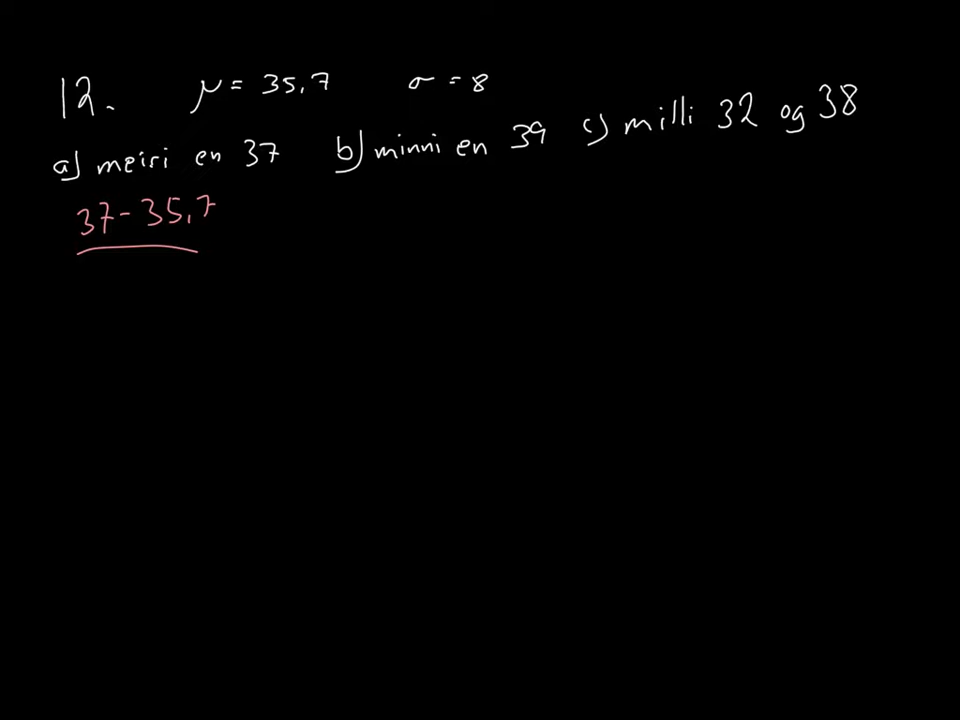 12. μ = 35,7 σ = 8
a) meiri en 37 b) minni en 39 c) milli 32 og 38
37 - 35,7